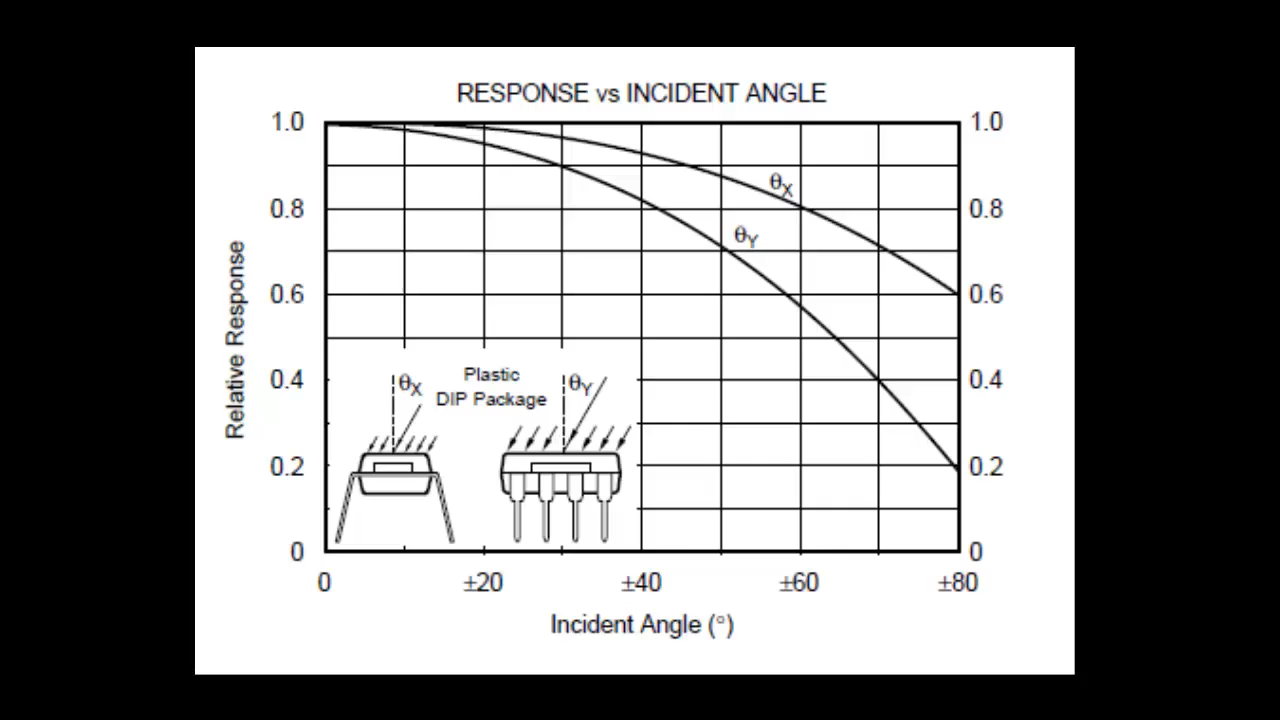 RESPONSE vs INCIDENT ANGLE
1.0 1.0
θX
0.8 0.8
θY
0.6 0.6
Relative Response
θX Plastic θY
0.4 DIP Package 0.4
0.2 0.2
0 0
0 ±20 ±40 ±60 ±80
Incident Angle (°)